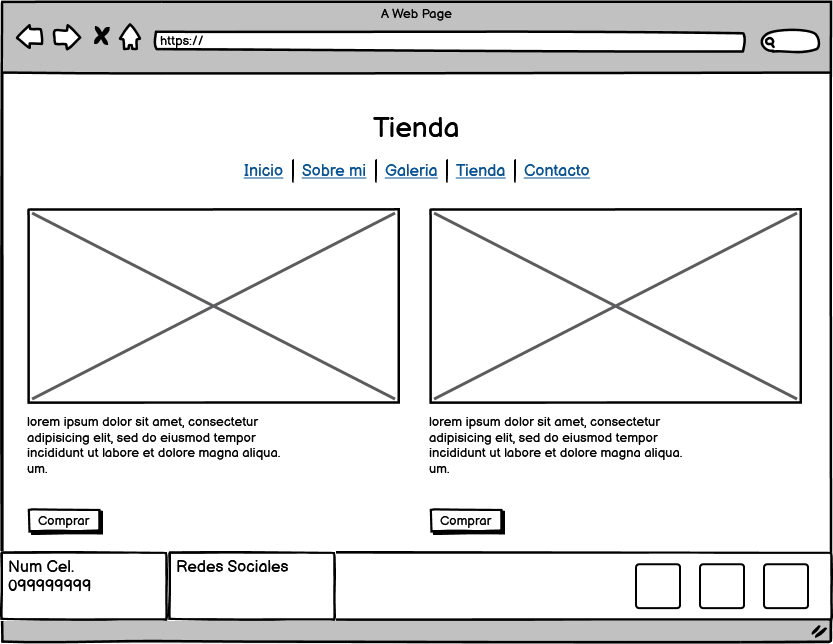 A Web Page
https://
Tienda
Inicio Sobre mi Galeria Tienda Contacto
lorem ipsum dolor sit amet, consectetur
adipisicing elit, sed do eiusmod tempor
incididunt ut labore et dolore magna aliqua.
um.
Comprar
lorem ipsum dolor sit amet, consectetur
adipisicing elit, sed do eiusmod tempor
incididunt ut labore et dolore magna aliqua.
um.
Comprar
Num Cel.
099999999
Redes Sociales